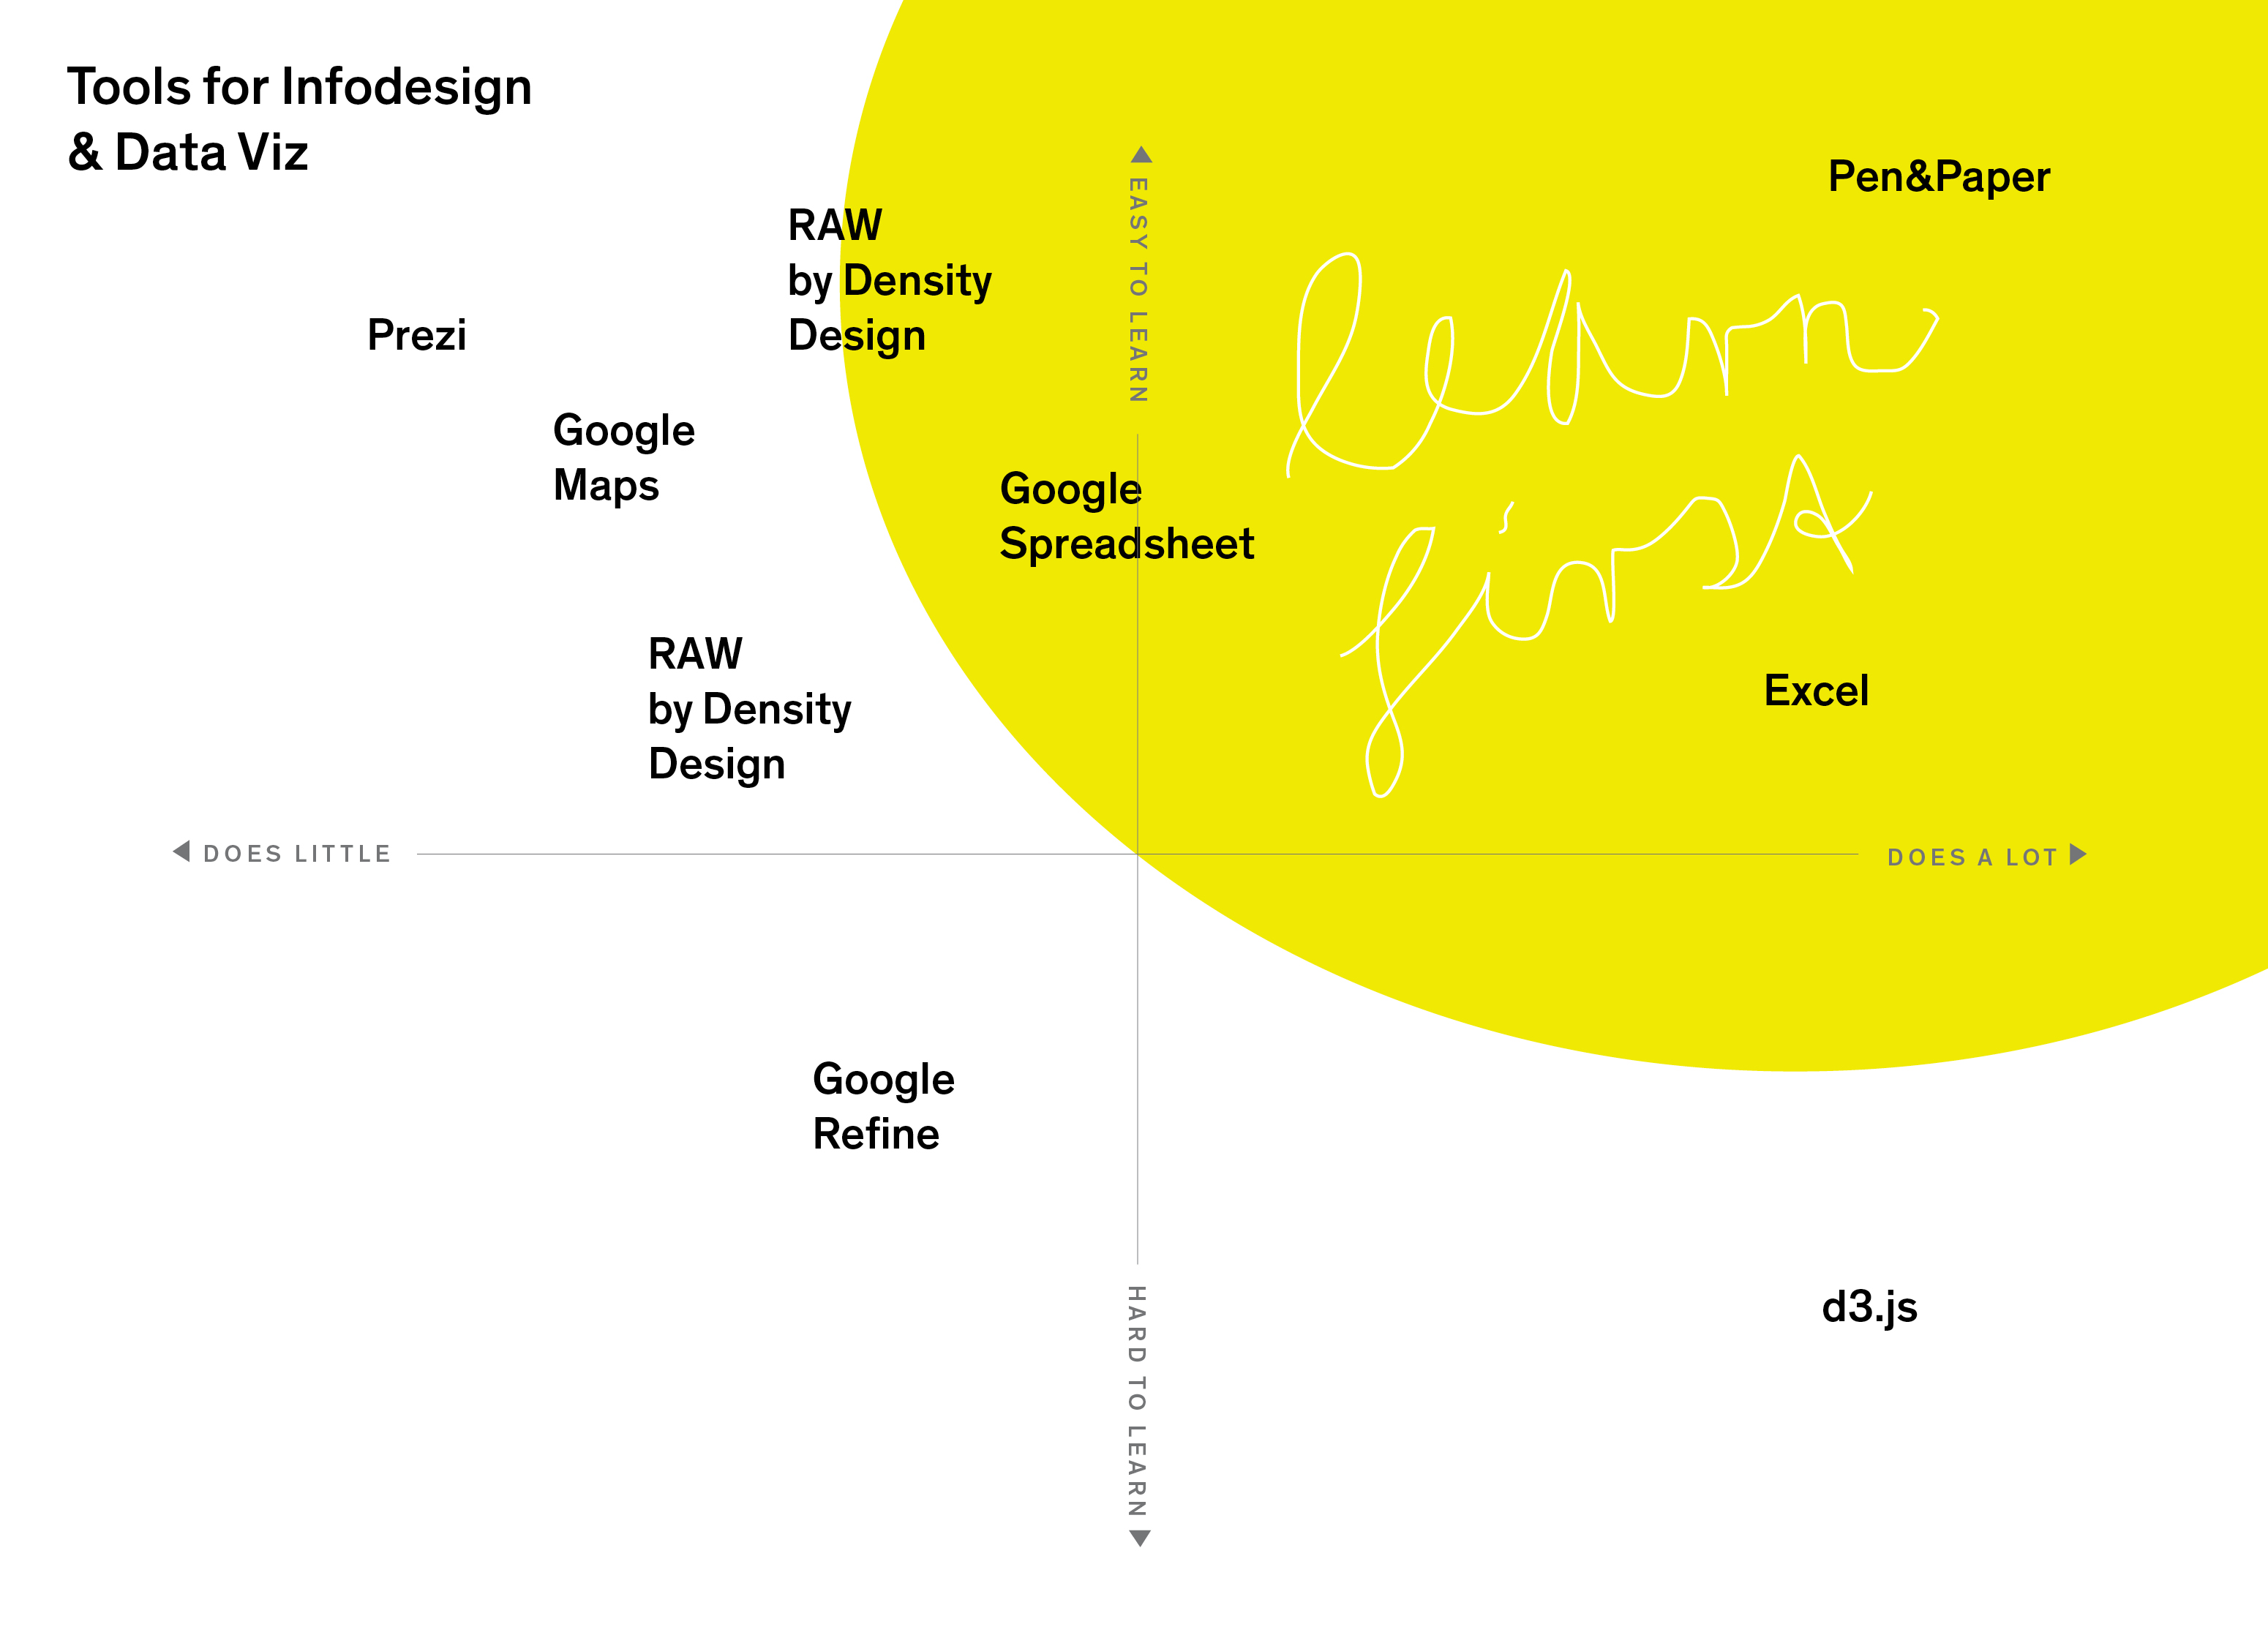 Tools for Infodesign
& Data Viz
Pen&Paper
EASY TO LEARN
RAW
by Density
Design
Prezi
learn
first
Google
Maps
Google
Spreadsheet
RAW
by Density
Design
Excel
DOES LITTLE
DOES A LOT
Google
Refine
d3.js
HARD TO LEARN